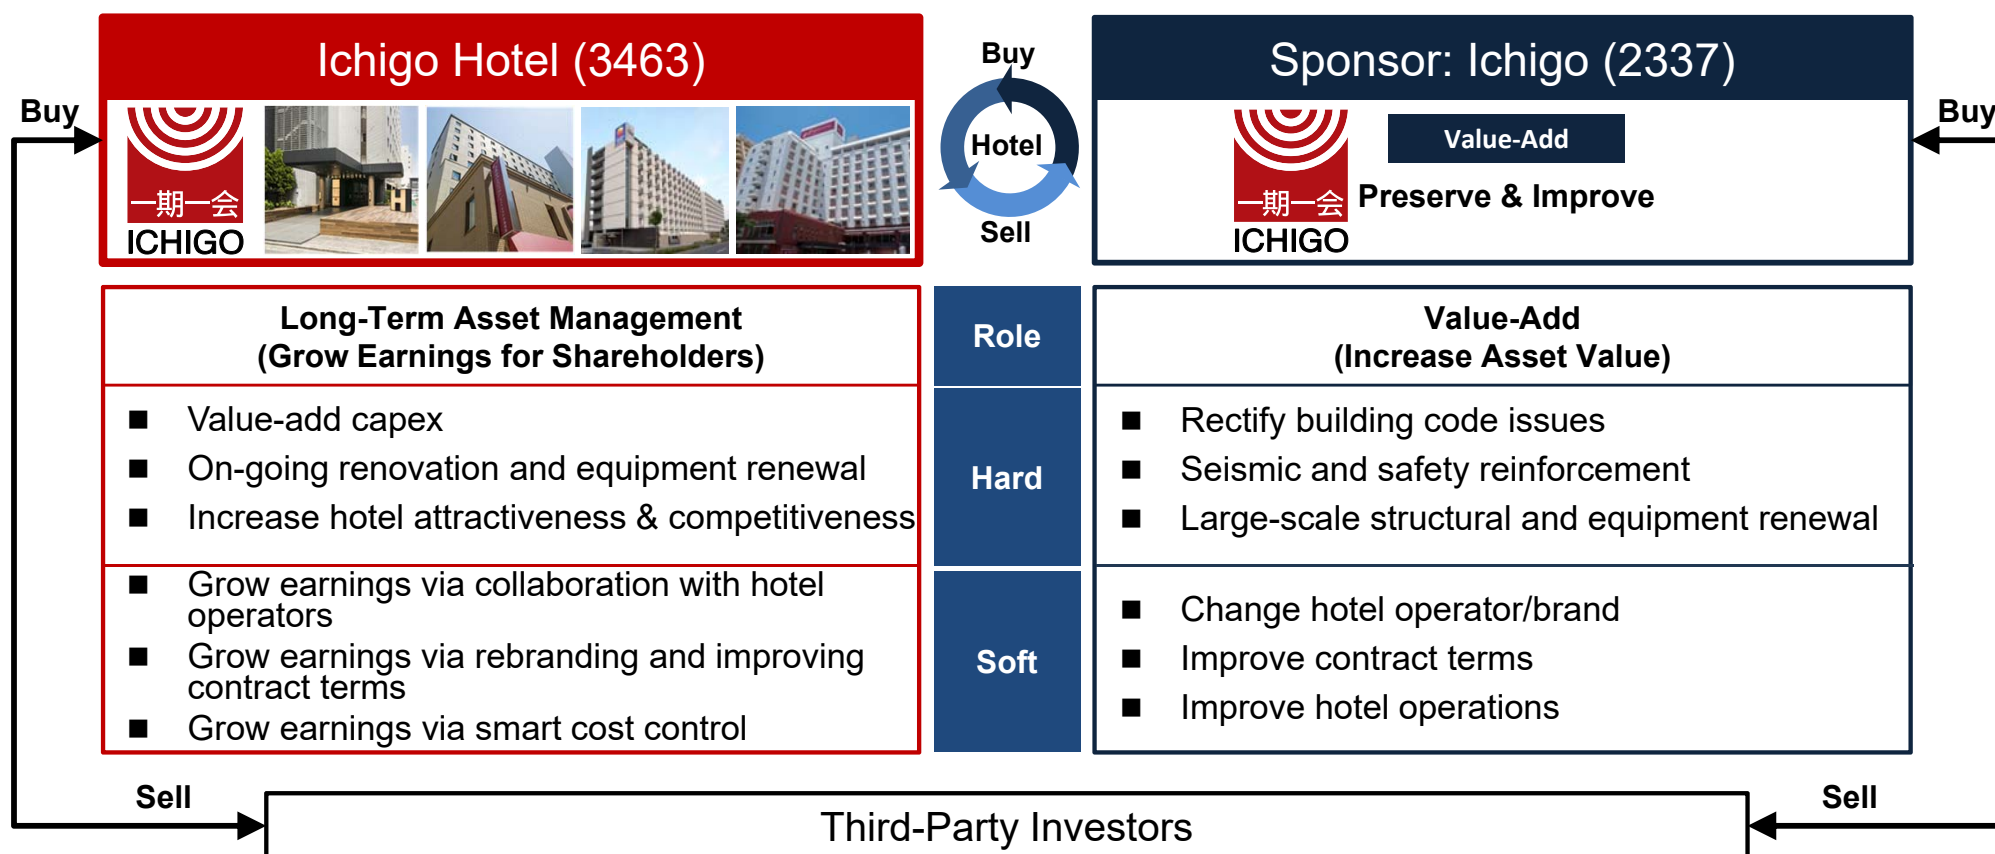 Ichigo Hotel (3463)
Buy
Sponsor: Ichigo (2337)
Buy
一期一会
ICHIGO
H
Hotel
Sell
一期一会
ICHIGO
Value-Add
Preserve & Improve
Buy
Long-Term Asset Management
(Grow Earnings for Shareholders)
Role
Value-Add
(Increase Asset Value)
■ Value-add capex
■ On-going renovation and equipment renewal
■ Increase hotel attractiveness & competitiveness
Hard
■ Rectify building code issues
■ Seismic and safety reinforcement
■ Large-scale structural and equipment renewal
■ Grow earnings via collaboration with hotel
operators
■ Grow earnings via rebranding and improving
contract terms
■ Grow earnings via smart cost control
Soft
■ Change hotel operator/brand
■ Improve contract terms
■ Improve hotel operations
Sell
Third-Party Investors
Sell